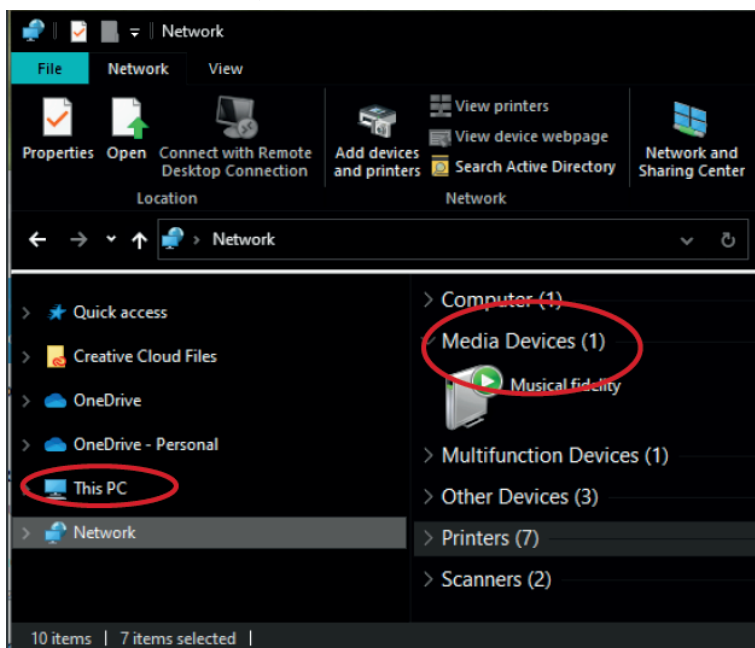 Network
File Network View
Properties Open Connect with Remote Desktop Connection
Add devices and printers
View printers
View device webpage
Search Active Directory
Network and Sharing Center
Location
Network
Network
Quick access
Creative Cloud Files
OneDrive
OneDrive - Personal
This PC
Network
Computer (1)
Media Devices (1)
Musical fidelity
Multifunction Devices (1)
Other Devices (3)
Printers (7)
Scanners (2)
10 items 7 items selected